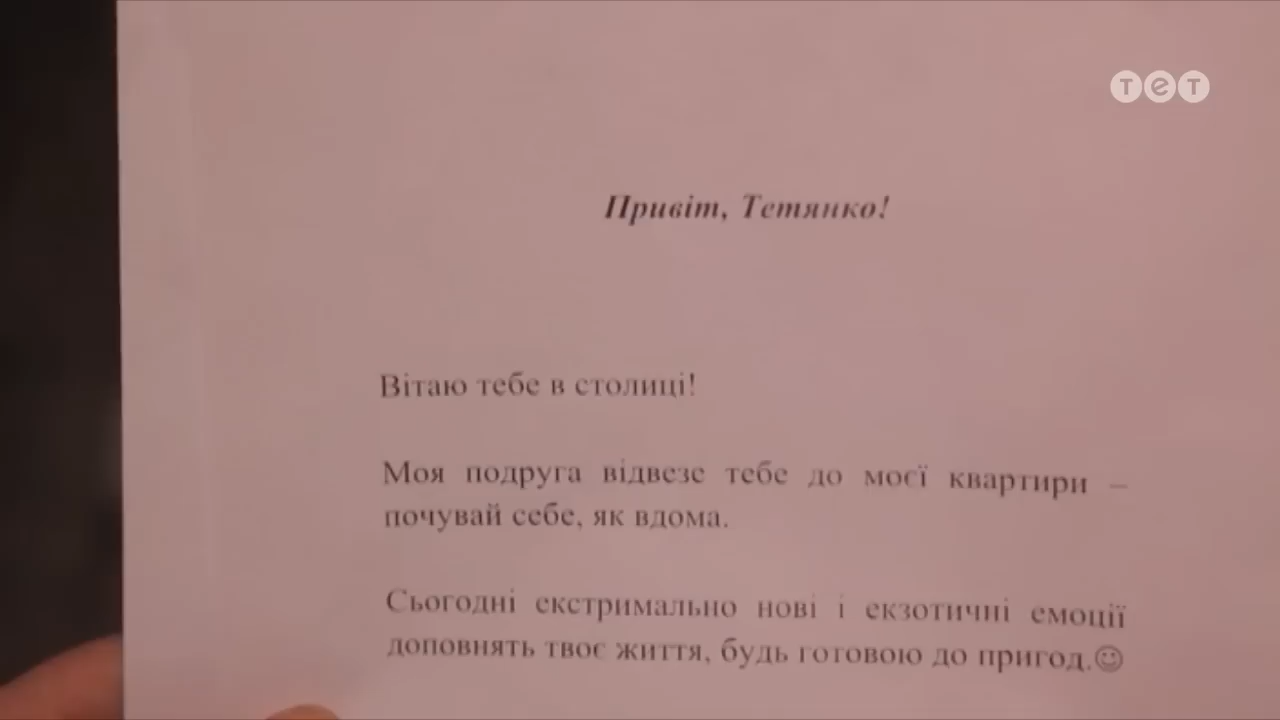 тет
Привіт, Тетянко!
Вітаю тебе в столиці!
Моя подруга відвезе тебе до моєї квартири –
почувай себе, як вдома.
Сьогодні екстримально нові і екзотичні емоції
доповнять твоє життя, будь готовою до пригод.☺